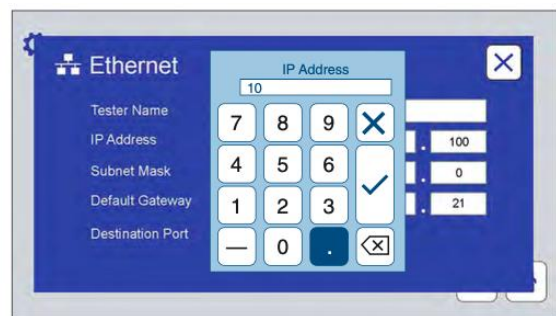 Ethernet
IP Address
10
Tester Name
IP Address . 100
Subnet Mask . 0
Default Gateway . 21
Destination Port
7 8 9
4 5 6
1 2 3
— 0 .